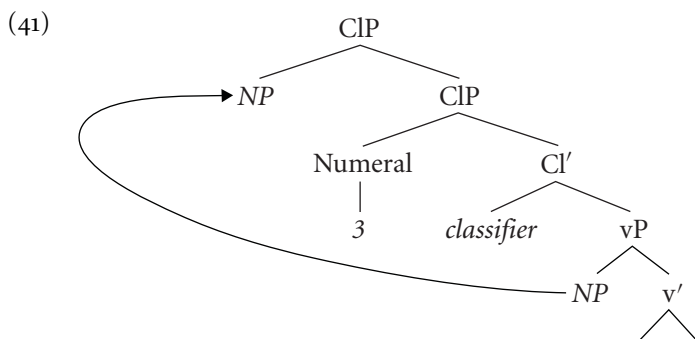 (41)
ClP
NP ClP
Numeral Cl′
3 classifier vP
NP v′